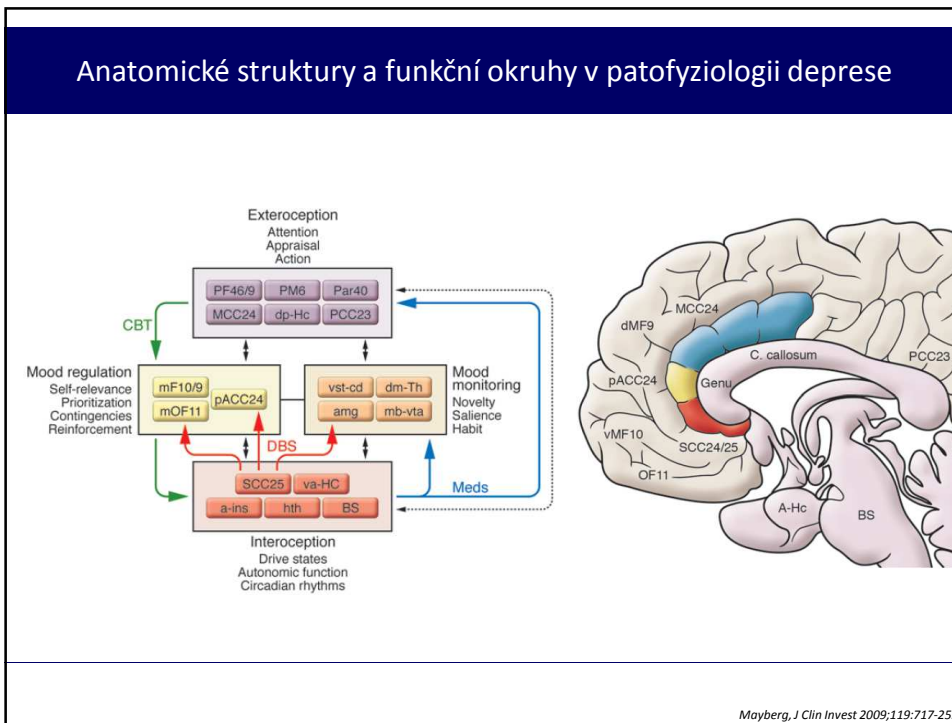 Anatomické struktury a funkční okruhy v patofyziologii deprese
Exteroception
Attention
Appraisal
Action
PF46/9 PM6 Par40
MCC24 dp-Hc PCC23
CBT
Mood regulation
Self-relevance
Prioritization
Contingencies
Reinforcement
mF10/9
mOF11
pACC24
vst-cd dm-Th
amg mb-vta
Mood
monitoring
Novelty
Salience
Habit
DBS
SCC25 va-HC
a-ins hth BS
Meds
Interoception
Drive states
Autonomic function
Circadian rhythms
MCC24
dMF9
C. callosum
PCC23
pACC24
Genu
vMF10
SCC24/25
OF11
A-Hc
BS
Mayberg, J Clin Invest 2009;119:717-25